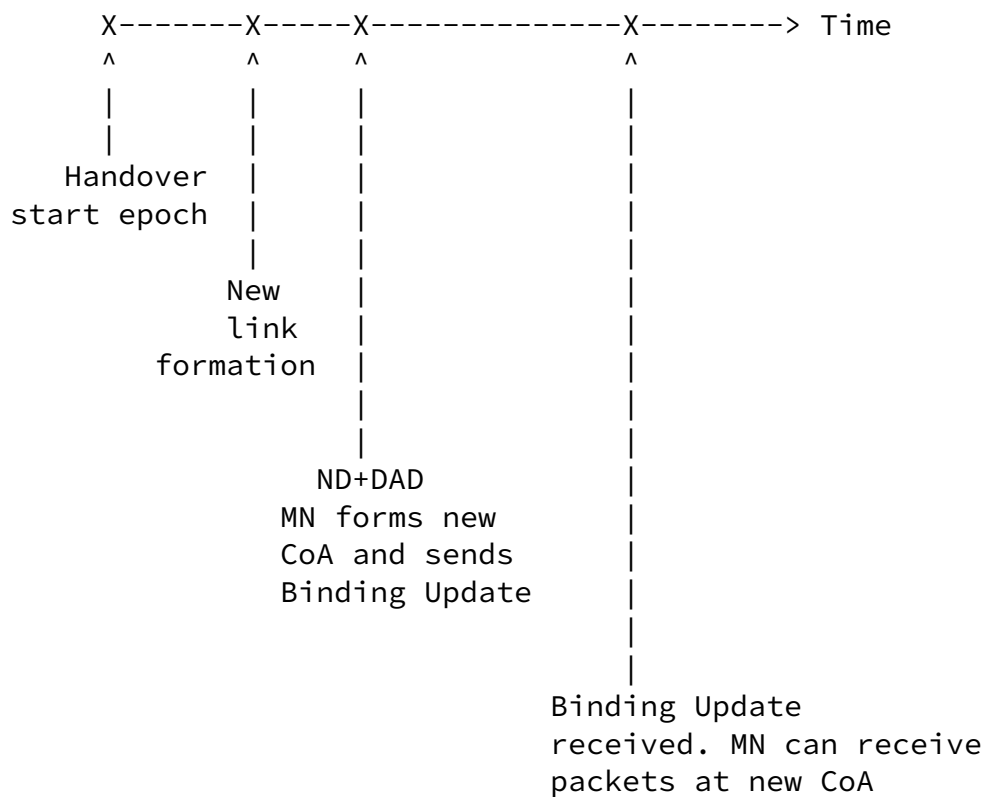 X-------X-----X--------------X--------> Time
^ ^ ^ ^
Handover
start epoch
New
link
formation
ND+DAD
MN forms new
CoA and sends
Binding Update
Binding Update
received. MN can receive
packets at new CoA